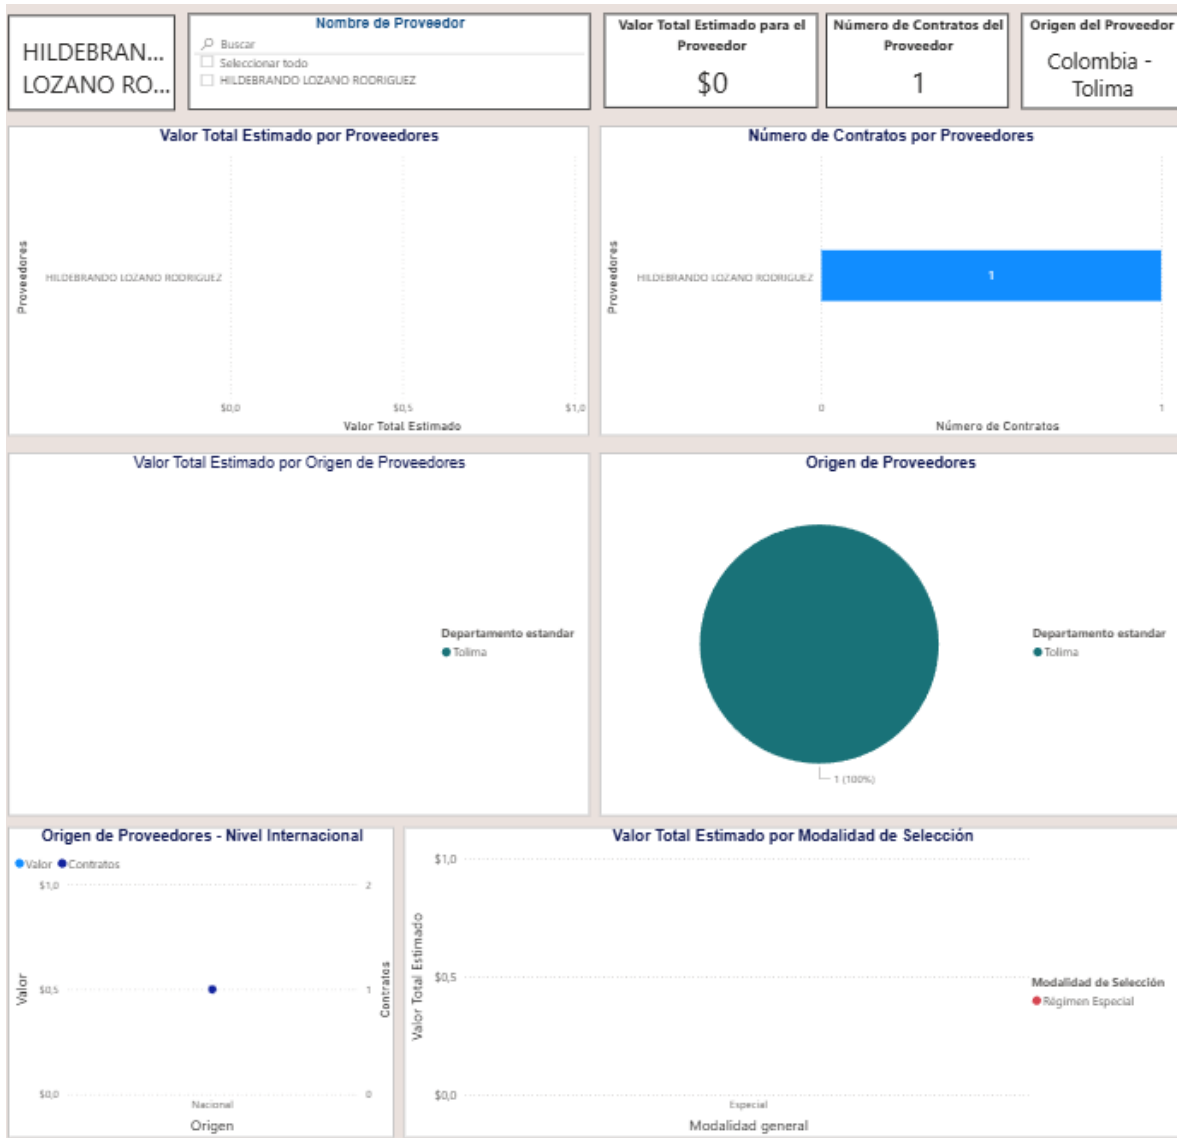 HILDEBRAN...
LOZANO RO...
Nombre de Proveedor
Buscar
Seleccionar todo
HILDEBRANDO LOZANO RODRIGUEZ
Valor Total Estimado para el
Proveedor
$0
Número de Contratos del
Proveedor
1
Origen del Proveedor
Colombia -
Tolima
Valor Total Estimado por Proveedores
Proveedores
HILDEBRANDO LOZANO RODRIGUEZ
$0,0 $0,5 $1,0
Valor Total Estimado
Número de Contratos por Proveedores
Proveedores
HILDEBRANDO LOZANO RODRIGUEZ
1
0 1
Número de Contratos
Valor Total Estimado por Origen de Proveedores
Departamento estandar
Tolima
Origen de Proveedores
Departamento estandar
Tolima
1 (100%)
Origen de Proveedores - Nivel Internacional
Valor Contratos
$1,0 2
Valor
$0,5 1
Contratos
$0,0 0
Nacional
Origen
Valor Total Estimado por Modalidad de Selección
$1,0
Valor Total Estimado
$0,5
Modalidad de Selección
Régimen Especial
$0,0
Especial
Modalidad general